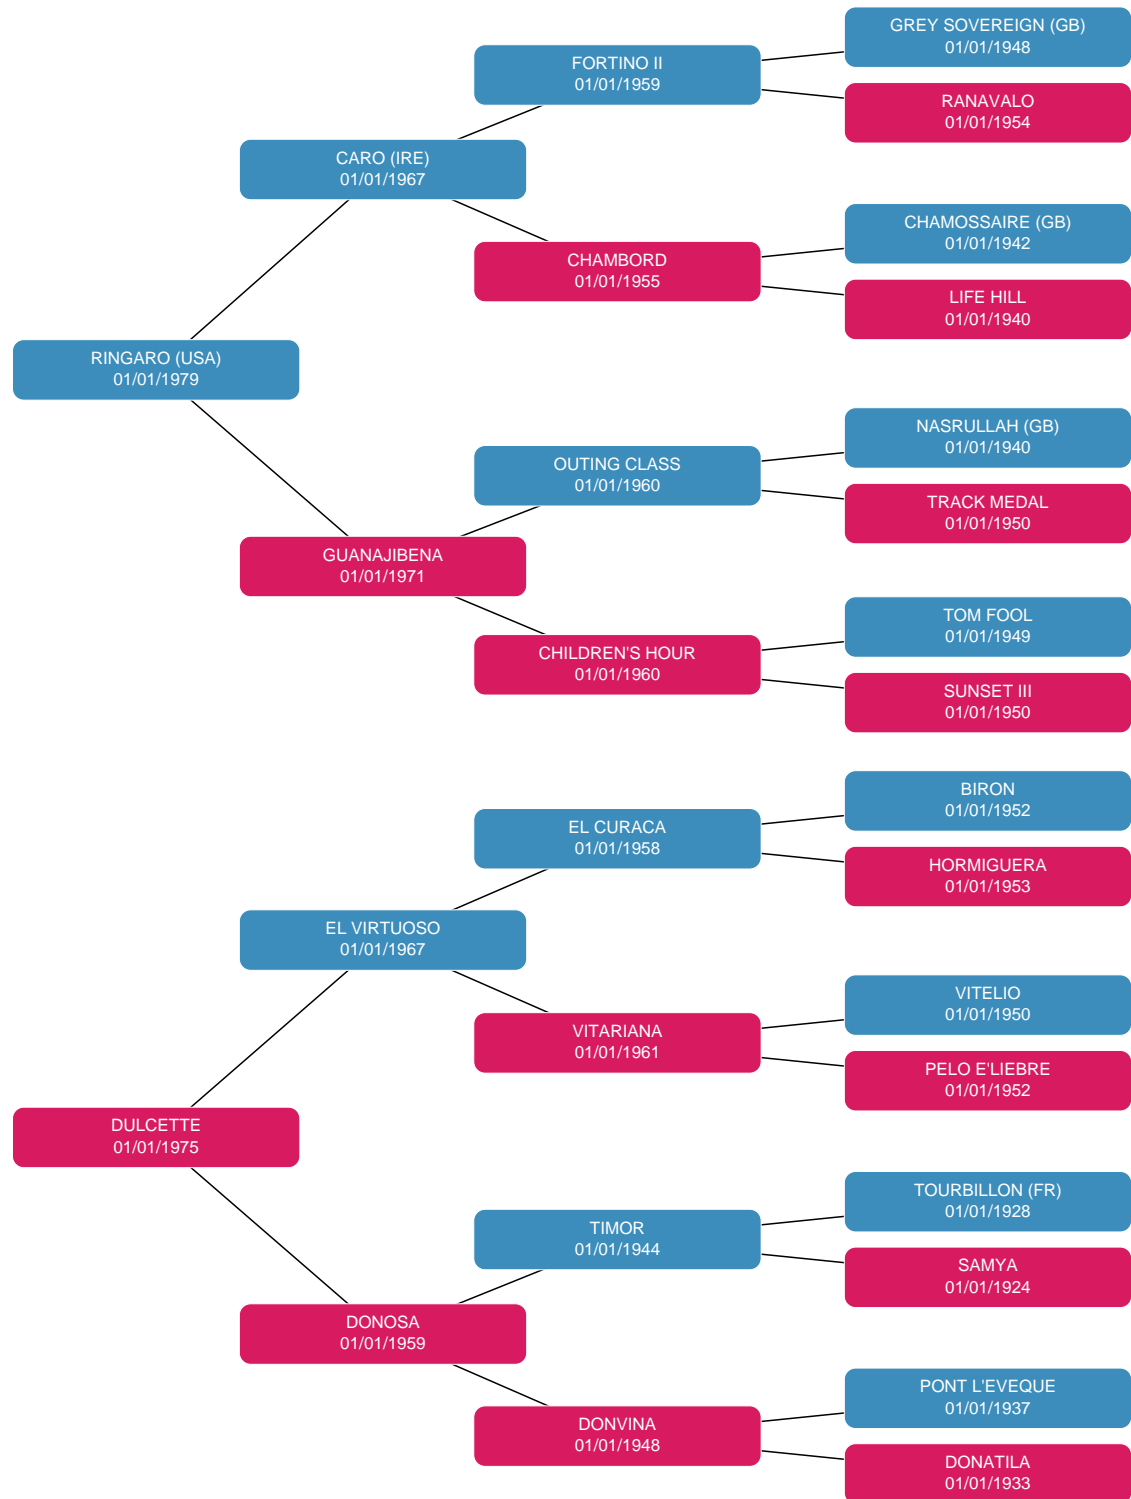 GREY SOVEREIGN (GB)
01/01/1948
FORTINO II
01/01/1959
RANAVALO
01/01/1954
CARO (IRE)
01/01/1967
CHAMOSSAIRE (GB)
01/01/1942
CHAMBORD
01/01/1955
LIFE HILL
01/01/1940
RINGARO (USA)
01/01/1979
NASRULLAH (GB)
01/01/1940
OUTING CLASS
01/01/1960
TRACK MEDAL
01/01/1950
GUANAJIBENA
01/01/1971
TOM FOOL
01/01/1949
CHILDREN'S HOUR
01/01/1960
SUNSET III
01/01/1950
BIRON
01/01/1952
EL CURACA
01/01/1958
HORMIGUERA
01/01/1953
EL VIRTUOSO
01/01/1967
VITELIO
01/01/1950
VITARIANA
01/01/1961
PELO E'LIEBRE
01/01/1952
DULCETTE
01/01/1975
TOURBILLON (FR)
01/01/1928
TIMOR
01/01/1944
SAMYA
01/01/1924
DONOSA
01/01/1959
PONT L'EVEQUE
01/01/1937
DONVINA
01/01/1948
DONATILA
01/01/1933